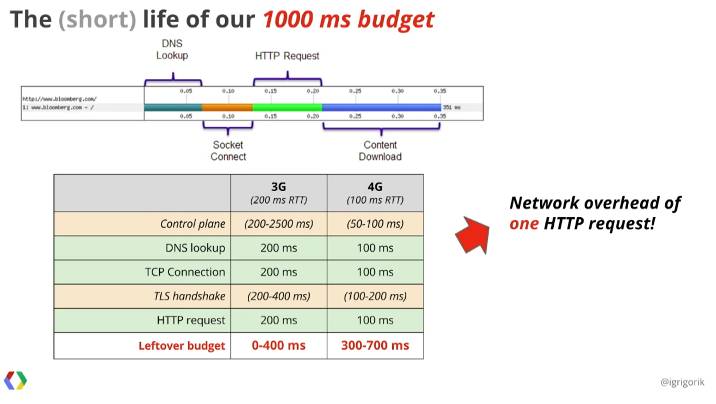 The (short) life of our 1000 ms budget
DNS
Lookup
HTTP Request
0.05 0.10 0.15 0.20 0.25 0.30 0.35
http://www.bloomberg.com/
1: www.bloomberg.com - /
351 ms
0.05 0.10 0.15 0.20 0.25 0.30 0.35
Socket
Connect
Content
Download
3G 4G
(200 ms RTT) (100 ms RTT)
Control plane (200-2500 ms) (50-100 ms)
DNS lookup 200 ms 100 ms
TCP Connection 200 ms 100 ms
TLS handshake (200-400 ms) (100-200 ms)
HTTP request 200 ms 100 ms
Leftover budget 0-400 ms 300-700 ms
Network overhead of
one HTTP request!
@igrigorik